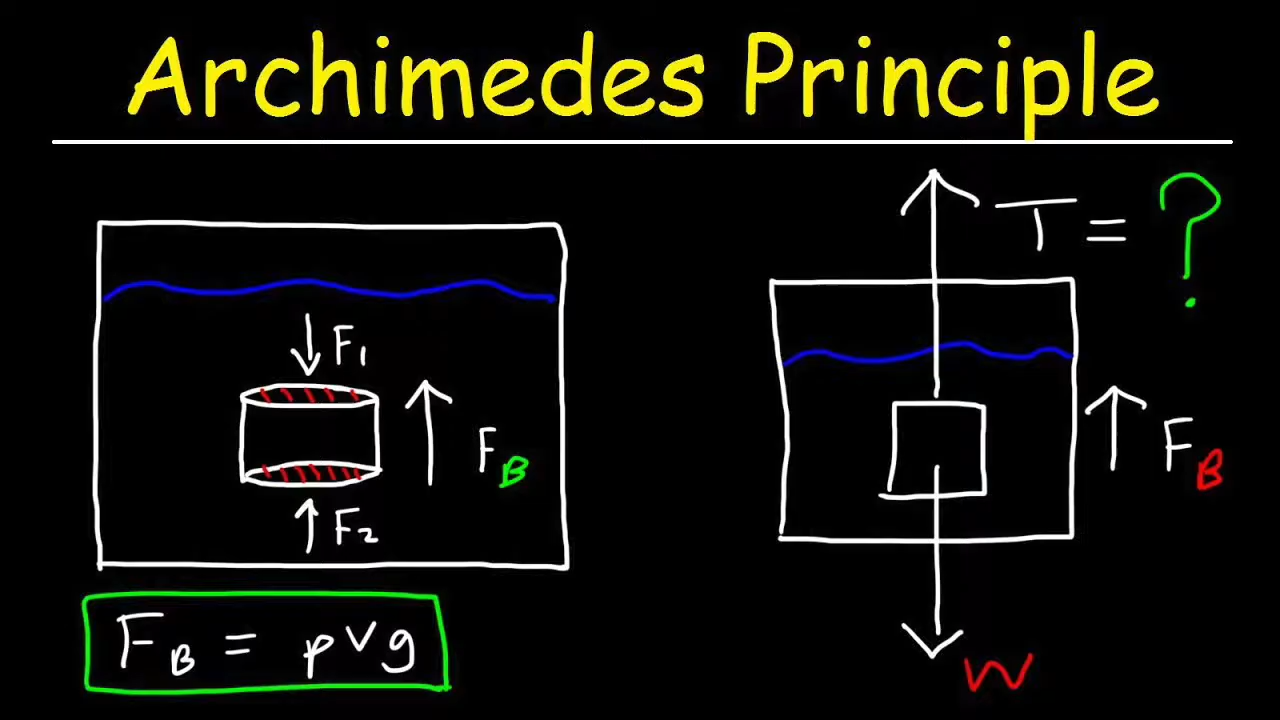 Archimedes Principle
T = ?
F1
FB
F2
FB
FB = ρVg
W